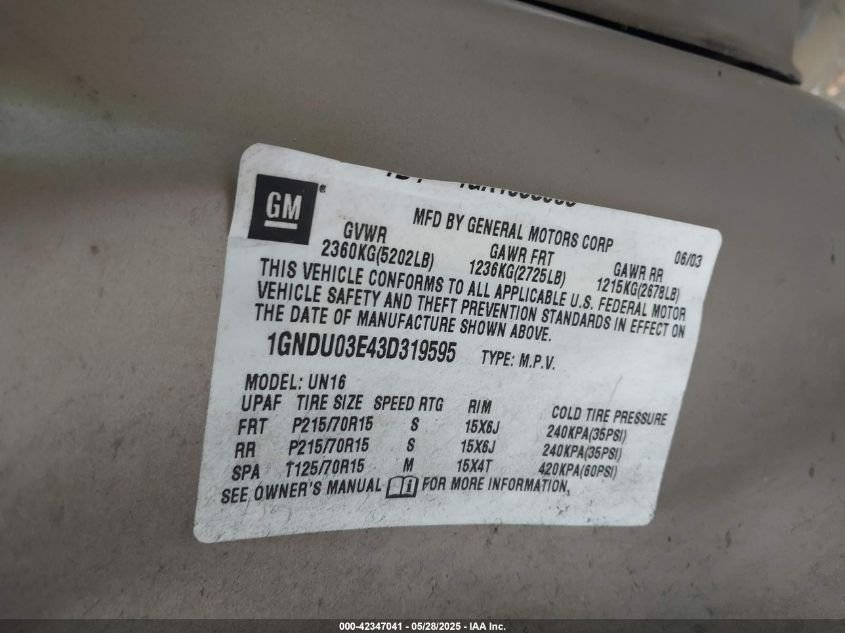 GM®
MFD BY GENERAL MOTORS CORP 06/03
GVWR GAWR FRT GAWR RR
2360KG(5202LB) 1236KG(2725LB) 1215KG(2678LB)
THIS VEHICLE CONFORMS TO ALL APPLICABLE U.S. FEDERAL MOTOR
VEHICLE SAFETY AND THEFT PREVENTION STANDARDS IN EFFECT ON
THE DATE OF MANUFACTURE SHOWN ABOVE.
1GNDU03E43D319595 TYPE: M.P.V.
MODEL: UN16
UPAF TIRE SIZE SPEED RTG RIM COLD TIRE PRESSURE
FRT P215/70R15 S 15X6J 240KPA(35PSI)
RR P215/70R15 S 15X6J 240KPA(35PSI)
SPA T125/70R15 M 15X4T 420KPA(60PSI)
SEE OWNER'S MANUAL FOR MORE INFORMATION.
000-42347041 - 05/28/2025 - IAA Inc.